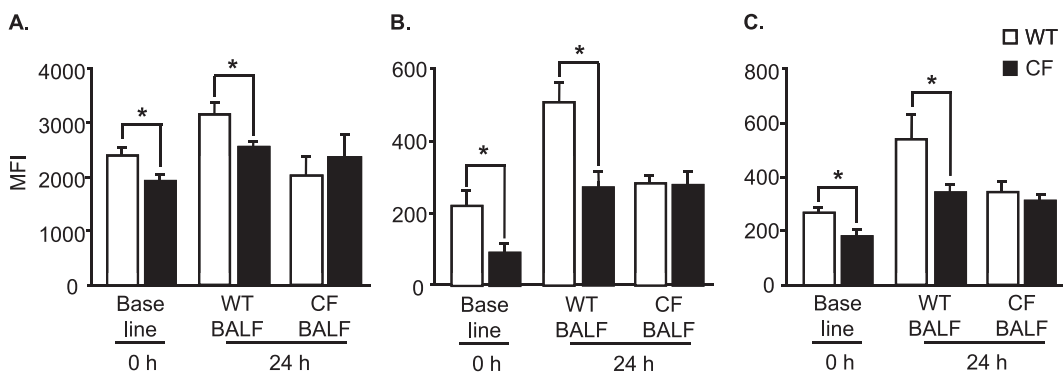 A.
B.
C.
WT
CF
MFI
4000
3000
2000
1000
0
*
*
Base
line
WT
BALF
CF
BALF
0 h
24 h
600
400
200
0
*
*
Base
line
WT
BALF
CF
BALF
0 h
24 h
800
600
400
200
0
*
*
Base
line
WT
BALF
CF
BALF
0 h
24 h